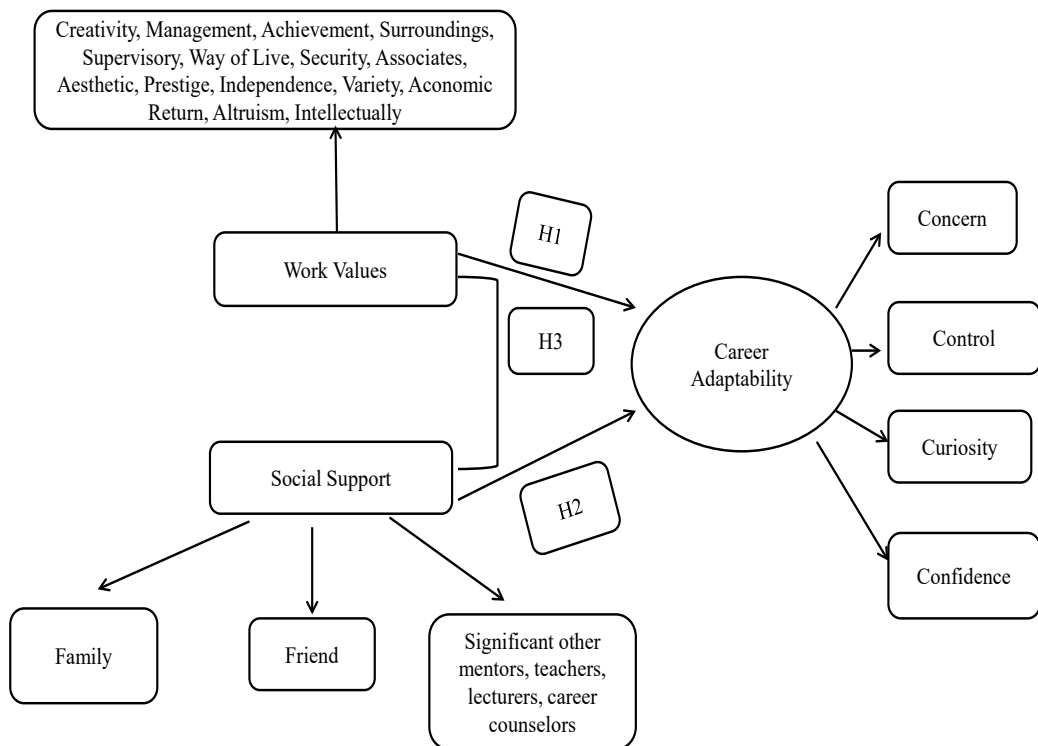 Creativity, Management, Achievement, Surroundings,
Supervisory, Way of Live, Security, Associates,
Aesthetic, Prestige, Independence, Variety, Aconomic
Return, Altruism, Intellectually
H1
Concern
Work Values
H3
Control
Career
Adaptability
Curiosity
Social Support
H2
Confidence
Family
Friend
Significant other
mentors, teachers,
lecturers, career
counselors